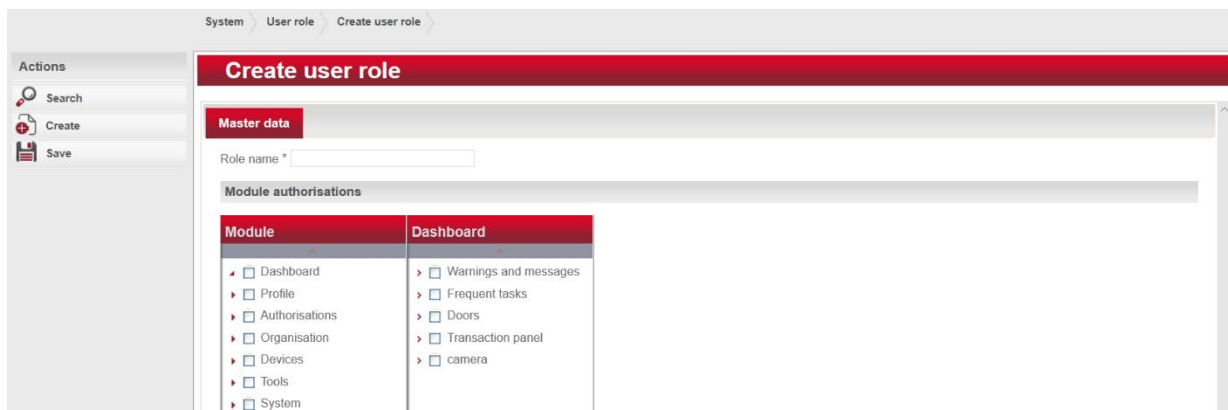 System User role Create user role
Actions
Search
Create
Save
Create user role
Master data
Role name *
Module authorisations
Module
Dashboard
Profile
Authorisations
Organisation
Devices
Tools
System
Dashboard
Warnings and messages
Frequent tasks
Doors
Transaction panel
camera